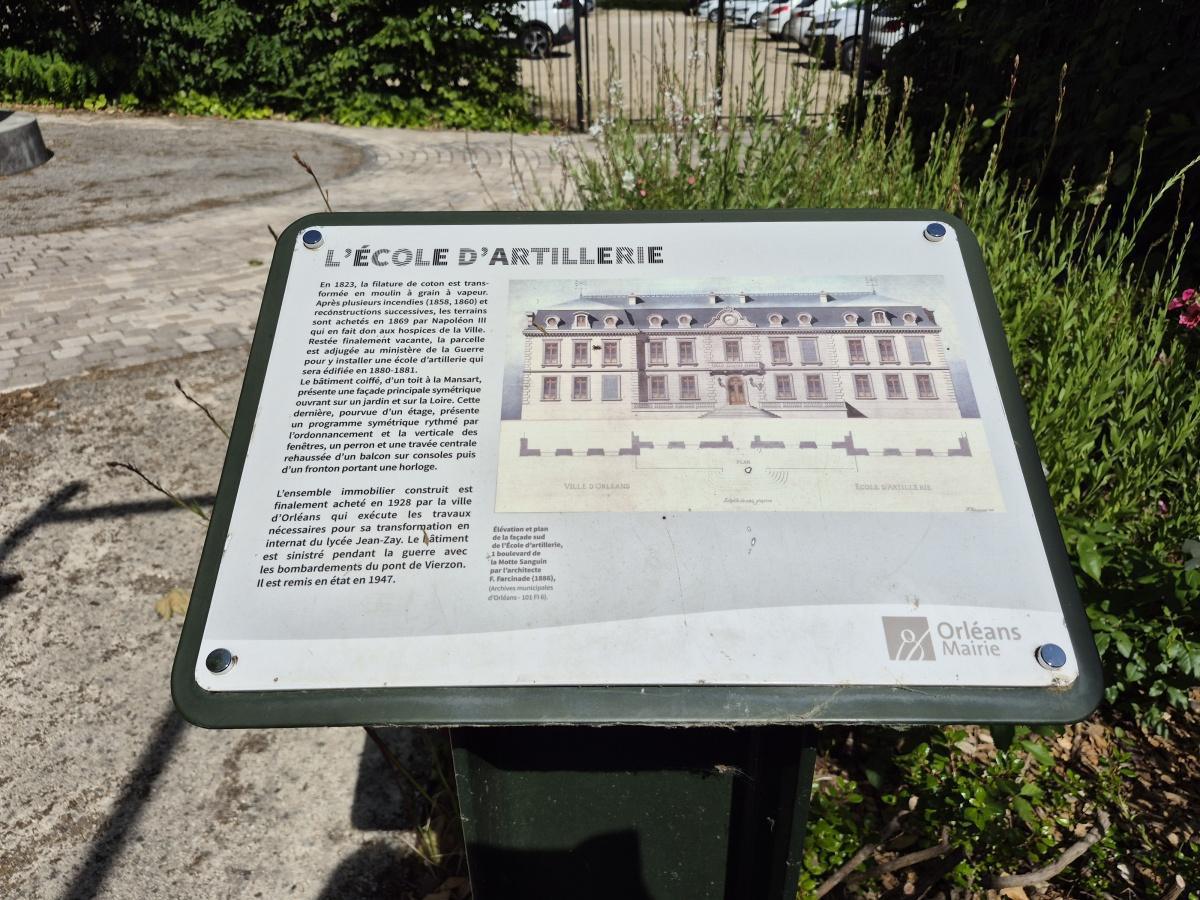 L'ÉCOLE D'ARTILLERIE
En 1823, la filature de coton est trans-
formée en moulin à grain à vapeur.
Après plusieurs incendies (1858, 1860) et
recónstructions successives, les terrains
sont achetés en 1869 par Napoléon III
qui en fait don aux hospices de la Ville.
Restée finalement vacante, la parcelle
est adjugée au ministère de la Guerre
pour y installer une école d'artillerie qui
sera édifiée en 1880-1881.
Le bâtiment coiffé, d'un toit à la Mansart,
présente une façade principale symétrique
ouvrant sur un jardin et sur la Loire. Cette
dernière, pourvue d'un étage, présente
un programme symétrique rythmé par
l'ordonnancement et la verticale des
fenêtres, un perron et une travée centrale
rehaussée d'un balcon sur consoles puis
d'un fronton portant une horloge.
L'ensemble immobilier construit est
finalement acheté en 1928 par la ville
d'Orléans qui exécute les travaux
nécessaires pour sa transformation en
internat du lycée Jean-Zay. Le bâtiment
est sinistré pendant la guerre avec
les bombardements du pont de Vierzon.
Il est remis en état en 1947.
PLAN
VILLE D'ORLÉANS
ÉCOLE D'ARTILLERIE
Élévation et plan
de la façade sud
de l'École d'artillerie,
1 boulevard de
la Motte Sanguin
par l'architecte
F. Farcinade (1886),
(Archives municipales
d'Orléans - 101 FI 6).
Orléans
Mairie